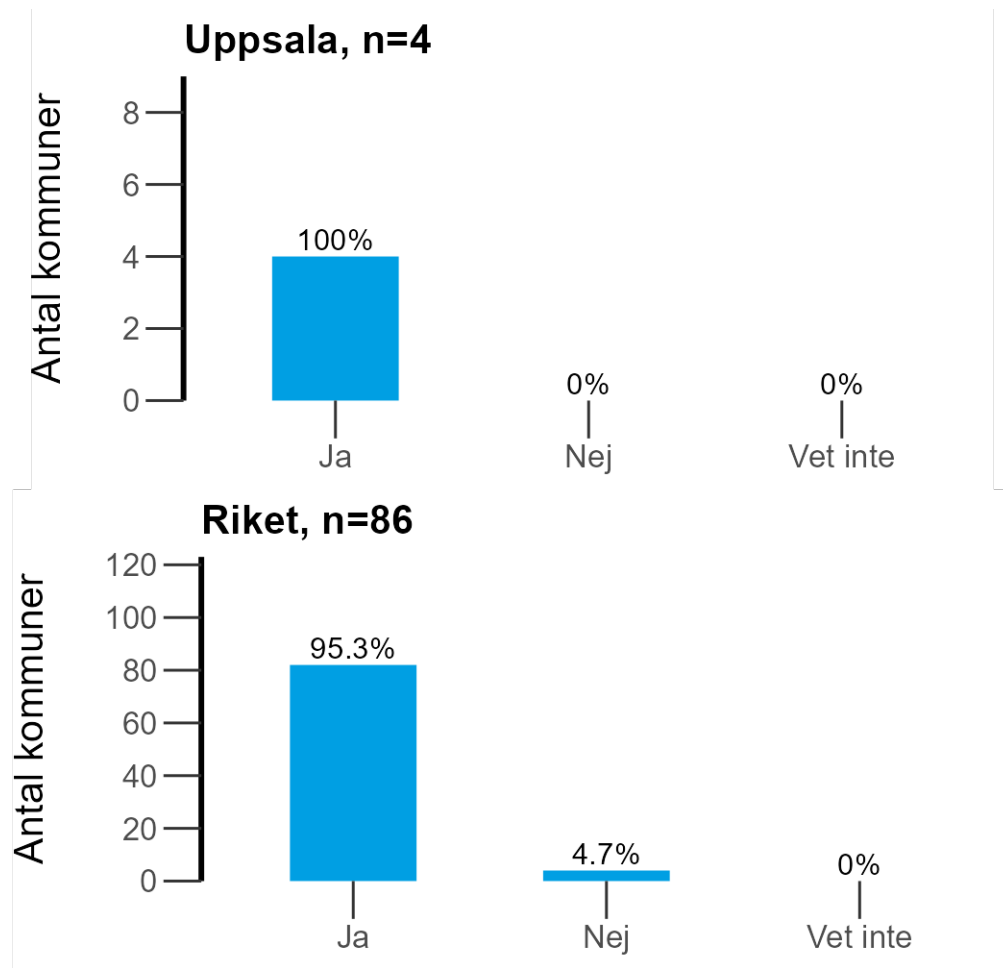 Uppsala, n=4
Antal kommuner
8
6
4
2
0
100%
0%
0%
Ja
Nej
Vet inte
Riket, n=86
Antal kommuner
120
100
80
60
40
20
0
95.3%
4.7%
0%
Ja
Nej
Vet inte